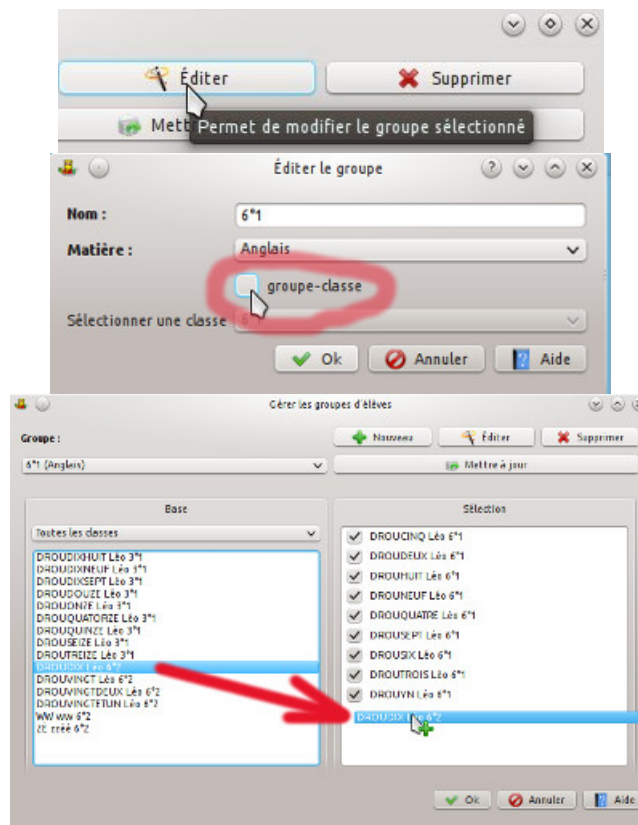 Éditer Supprimer
Mett Permet de modifier le groupe sélectionné
Éditer le groupe
Nom : 6°1
Matière : Anglais
groupe-classe
Sélectionner une classe 6°1
Ok Annuler Aide
Gérer les groupes d'élèves
Groupe : Nouveau Éditer Supprimer
6°1 (Anglais) Mettre à jour
Base Sélection
Toutes les classes
DROUDIXHUIT Léo 3°1
DROUDIXNEUF Léo 3°1
DROUDIXSEPT Léo 3°1
DROUDOUZE Léo 3°1
DROUONZE Léo 3°1
DROUQUATORZE Léo 3°1
DROUQUINZE Léo 3°1
DROUSEIZE Léo 3°1
DROUTREIZE Léo 3°1
DROUDIX Léo 6°2
DROUVINGT Léo 6°2
DROUVINGTDEUX Léo 6°2
DROUVINGTETUN Léo 6°2
WW ww 6°2
ZE zzéé 6°2
DROUCINQ Léo 6°1
DROUDEUX Léo 6°1
DROUHUIT Léo 6°1
DROUNEUF Léo 6°1
DROUQUATRE Léo 6°1
DROUSEPT Léo 6°1
DROUSIX Léo 6°1
DROUTROIS Léo 6°1
DROUYN Léo 6°1
DROUDIX Léo 6°2
Ok Annuler Aide